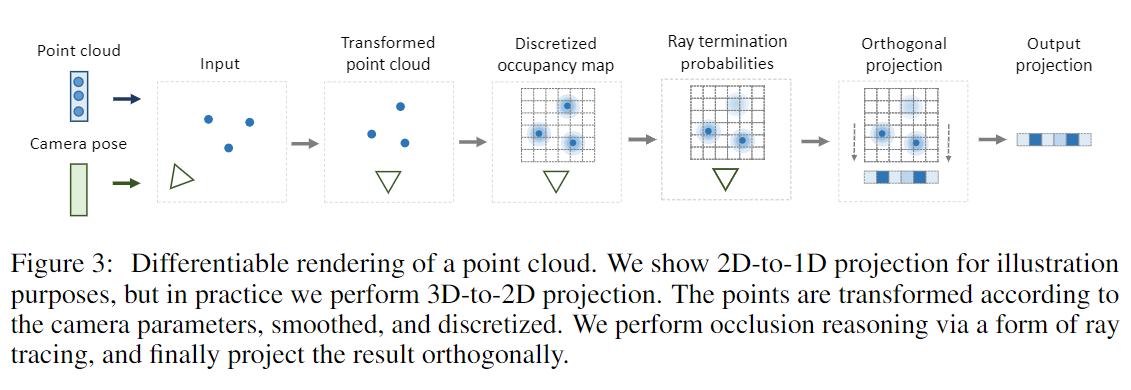 Point cloud
Camera pose
Input
Transformed
point cloud
Discretized
occupancy map
Ray termination
probabilities
Orthogonal
projection
Output
projection
Figure 3: Differentiable rendering of a point cloud. We show 2D-to-1D projection for illustration
purposes, but in practice we perform 3D-to-2D projection. The points are transformed according to
the camera parameters, smoothed, and discretized. We perform occlusion reasoning via a form of ray
tracing, and finally project the result orthogonally.